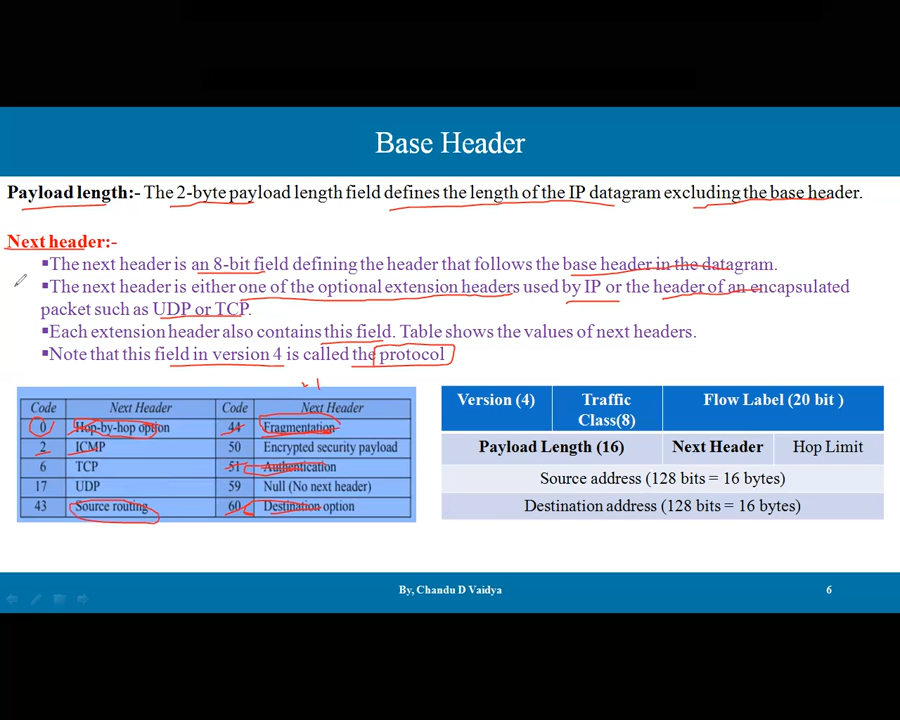 Base Header
Payload length:- The 2-byte payload length field defines the length of the IP datagram excluding the base header.
Next header:-
▪The next header is an 8-bit field defining the header that follows the base header in the datagram.
▪The next header is either one of the optional extension headers used by IP or the header of an encapsulated
packet such as UDP or TCP.
▪Each extension header also contains this field. Table shows the values of next headers.
▪Note that this field in version 4 is called the protocol
Code Next Header Code Next Header
0 Hop-by-hop option 44 Fragmentation
2 ICMP 50 Encrypted security payload
6 TCP 51 Authentication
17 UDP 59 Null (No next header)
43 Source routing 60 Destination option
Version (4) Traffic Class(8) Flow Label (20 bit )
Payload Length (16) Next Header Hop Limit
Source address (128 bits = 16 bytes)
Destination address (128 bits = 16 bytes)
By, Chandu D Vaidya
6